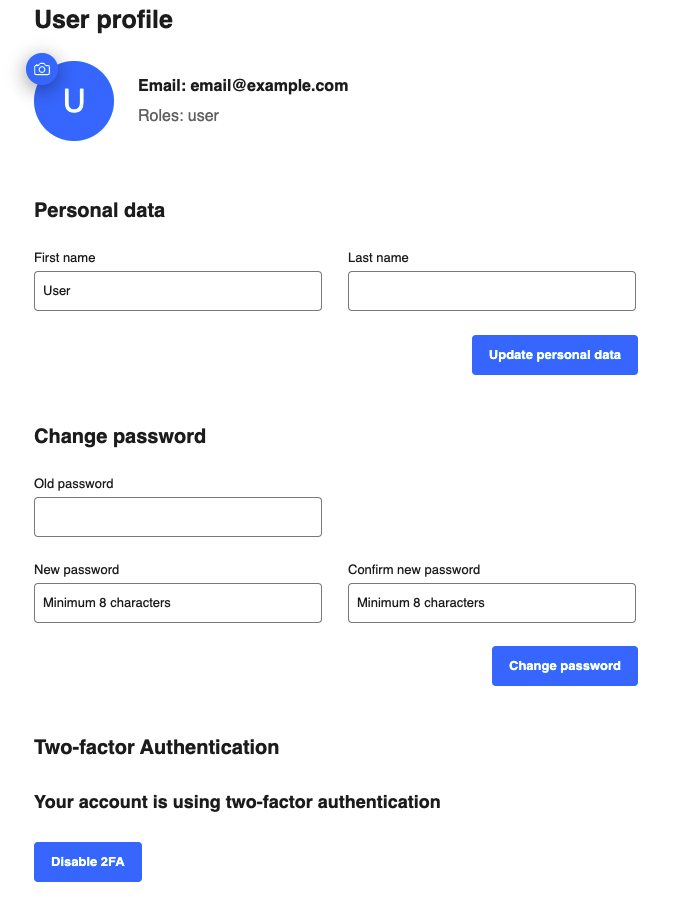 User profile
U
Email: email@example.com
Roles: user
Personal data
First name
Last name
User
Update personal data
Change password
Old password
New password
Confirm new password
Minimum 8 characters
Minimum 8 characters
Change password
Two-factor Authentication
Your account is using two-factor authentication
Disable 2FA